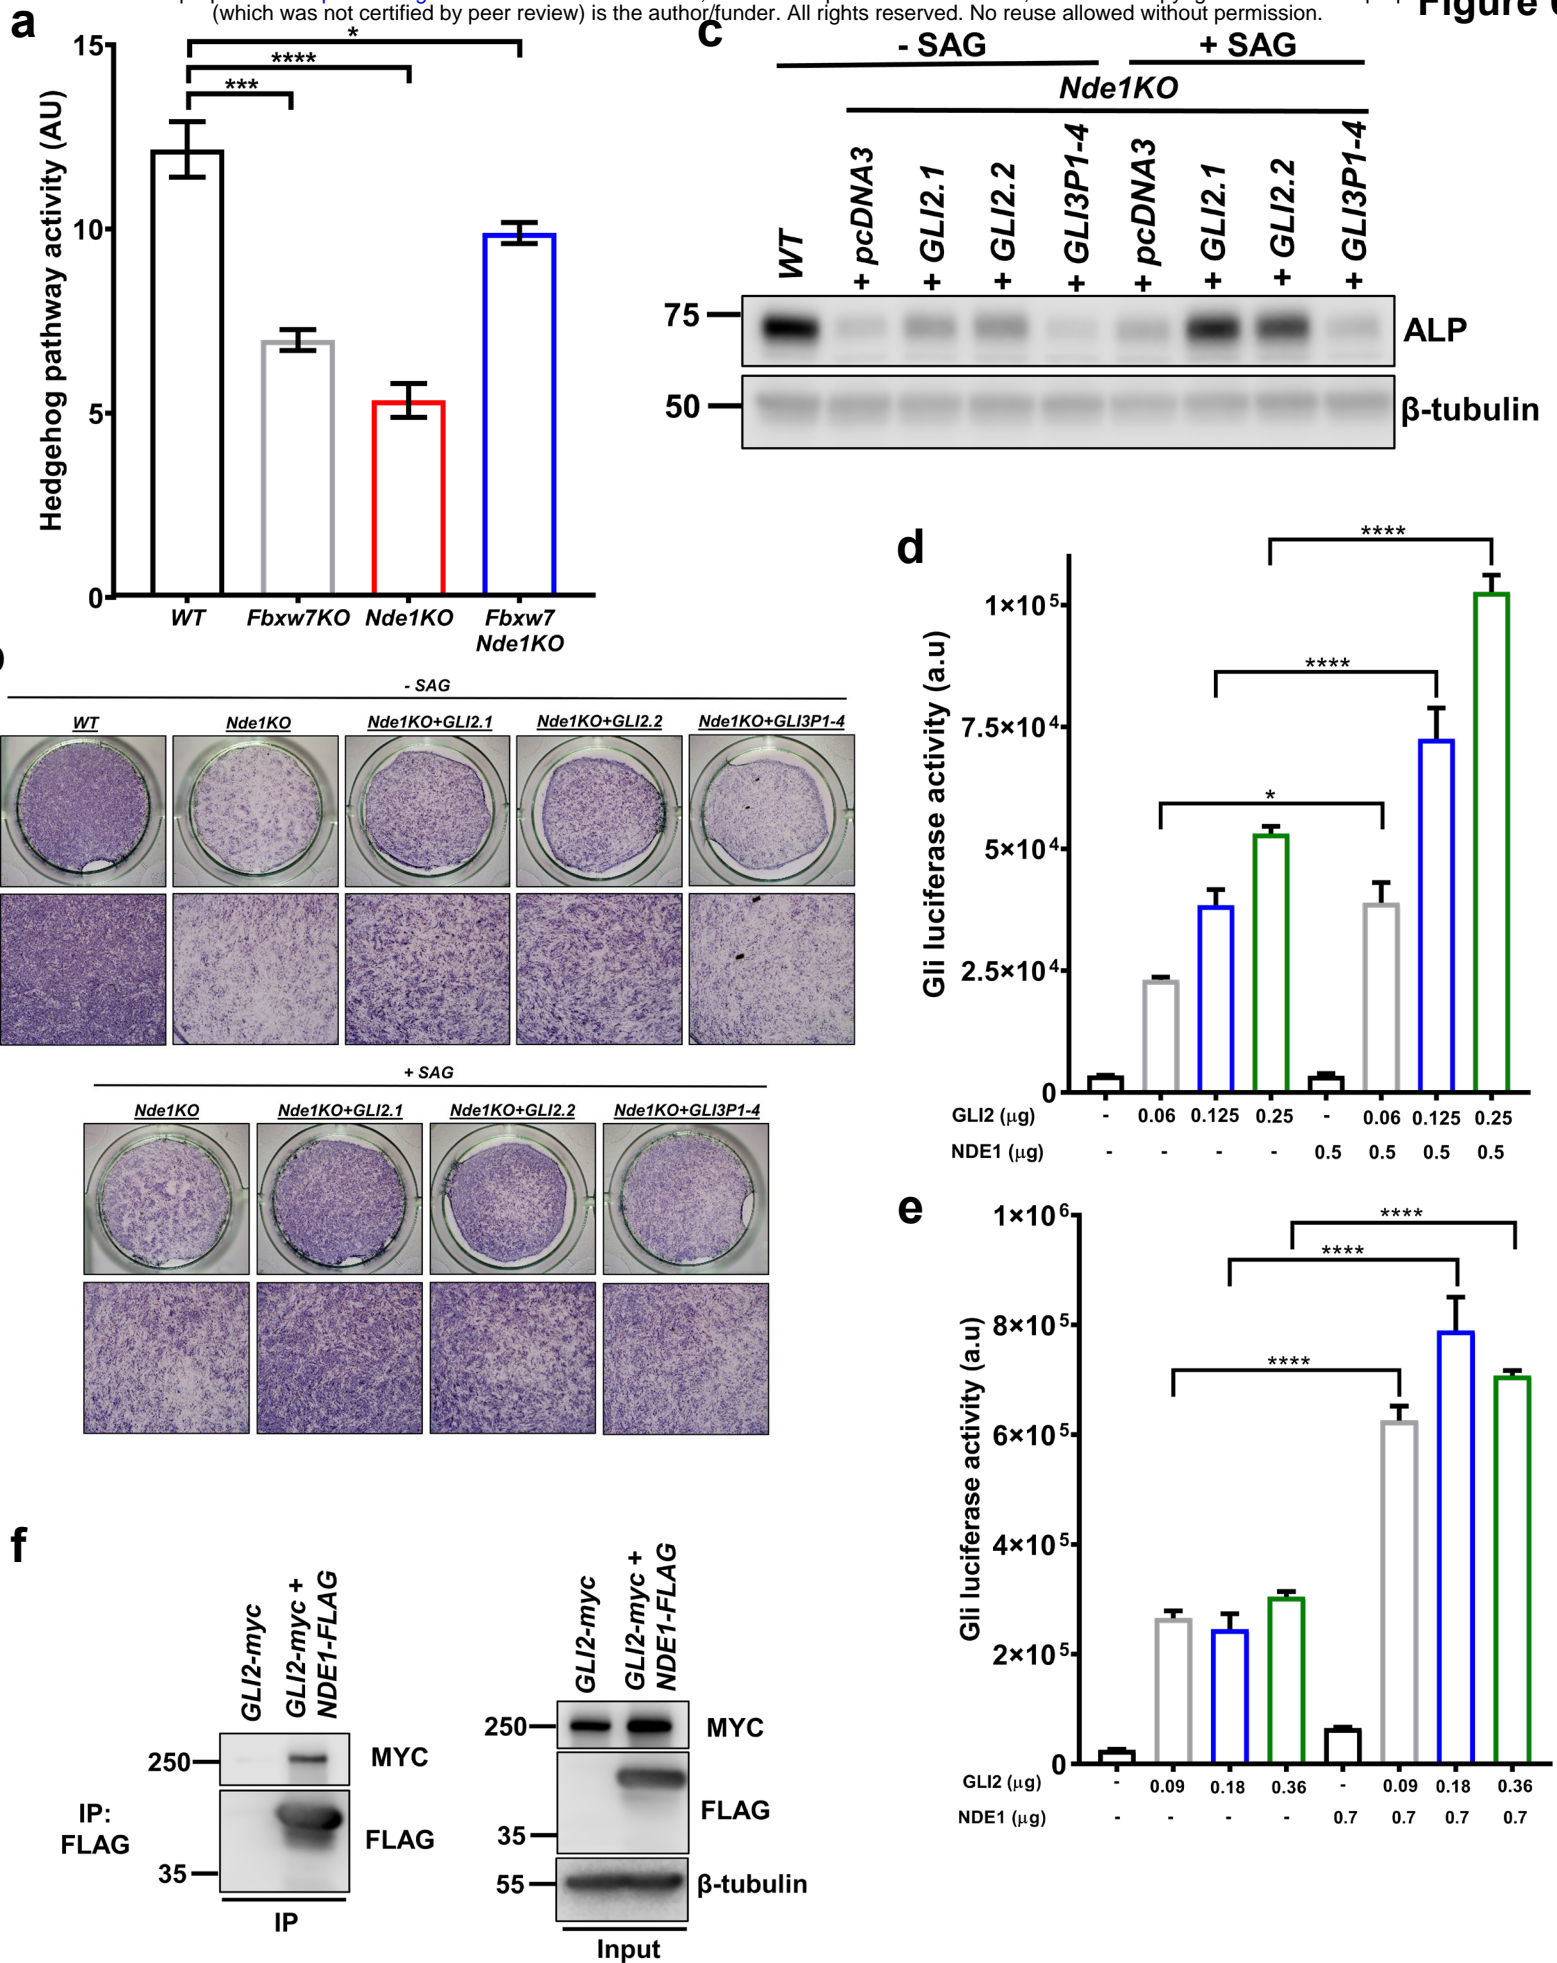 (which was not certified by peer review) is the author/funder. All rights reserved. No reuse allowed without permission.
a
Hedgehog pathway activity (AU)
15
10
5
0
*
****
***
WT
Fbxw7KO
Nde1KO
Fbxw7
Nde1KO
c
- SAG
+ SAG
Nde1KO
WT
+ pcDNA3
+ GLI2.1
+ GLI2.2
+ GLI3P1-4
+ pcDNA3
+ GLI2.1
+ GLI2.2
+ GLI3P1-4
75
ALP
50
β-tubulin
- SAG
WT
Nde1KO
Nde1KO+GLI2.1
Nde1KO+GLI2.2
Nde1KO+GLI3P1-4
+ SAG
Nde1KO
Nde1KO+GLI2.1
Nde1KO+GLI2.2
Nde1KO+GLI3P1-4
d
Gli luciferase activity (a.u)
1×10⁵
7.5×10⁴
5×10⁴
2.5×10⁴
0
****
****
*
GLI2 (μg) - 0.06 0.125 0.25 - 0.06 0.125 0.25
NDE1 (μg) - - - - 0.5 0.5 0.5 0.5
e
Gli luciferase activity (a.u)
1×10⁶
8×10⁵
6×10⁵
4×10⁵
2×10⁵
0
****
****
****
GLI2 (μg) - 0.09 0.18 0.36 - 0.09 0.18 0.36
NDE1 (μg) - - - - 0.7 0.7 0.7 0.7
f
GLI2-myc
GLI2-myc +
NDE1-FLAG
250
MYC
IP:
FLAG
FLAG
35
IP
GLI2-myc
GLI2-myc +
NDE1-FLAG
250
MYC
FLAG
35
55
β-tubulin
Input